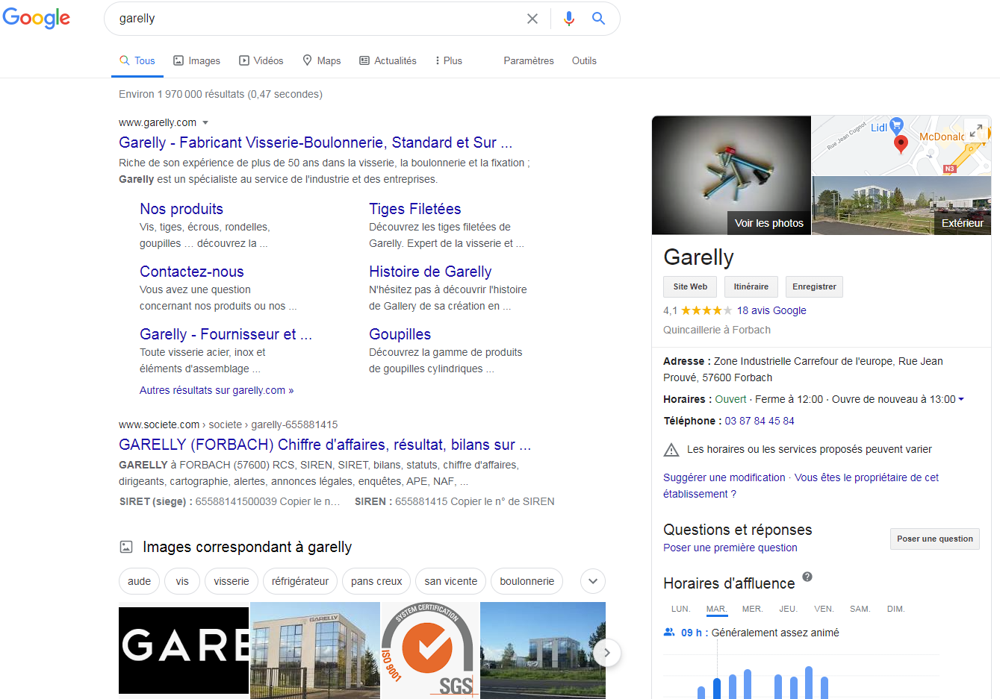 Google
garelly
Tous Images Vidéos Maps Actualités Plus Paramètres Outils
Environ 1 970 000 résultats (0,47 secondes)
www.garelly.com
Garelly - Fabricant Visserie-Boulonnerie, Standard et Sur ...
Riche de son expérience de plus de 50 ans dans la visserie, la boulonnerie et la fixation ;
Garelly est un spécialiste au service de l'industrie et des entreprises.
Nos produits
Vis, tiges, écrous, rondelles,
goupilles … découvrez la ...
Tiges Filetées
Découvrez les tiges filetées de
Garelly. Expert de la visserie et ...
Contactez-nous
Vous avez une question
concernant nos produits ou nos ...
Histoire de Garelly
N'hésitez pas à découvrir l'histoire
de Gallery de sa création en ...
Garelly - Fournisseur et ...
Toute visserie acier, inox et
éléments d'assemblage ...
Goupilles
Découvrez la gamme de produits
de goupilles cylindriques ...
Autres résultats sur garelly.com »
www.societe.com › societe › garelly-655881415
GARELLY (FORBACH) Chiffre d'affaires, résultat, bilans sur ...
GARELLY à FORBACH (57600) RCS, SIREN, SIRET, bilans, statuts, chiffre d'affaires,
dirigeants, cartographie, alertes, annonces légales, enquêtes, APE, NAF, ...
SIRET (siege) : 65588141500039 Copier le n… SIREN : 655881415 Copier le n° de SIREN
Images correspondant à garelly
aude vis visserie réfrigérateur pans creux san vicente boulonnerie
GARE
GARELLY
SYSTEM CERTIFICATION
ISO 9001
SGS
Voir les photos
Rue Jean Cugnot
Lidl
McDonald
N3
Extérieur
Garelly
Site Web Itinéraire Enregistrer
4,1 18 avis Google
Quincaillerie à Forbach
Adresse : Zone Industrielle Carrefour de l'europe, Rue Jean
Prouvé, 57600 Forbach
Horaires : Ouvert · Ferme à 12:00 · Ouvre de nouveau à 13:00
Téléphone : 03 87 84 45 84
Les horaires ou les services proposés peuvent varier
Suggérer une modification · Vous êtes le propriétaire de cet
établissement ?
Questions et réponses
Poser une première question
Poser une question
Horaires d'affluence
LUN. MAR. MER. JEU. VEN. SAM. DIM.
09 h : Généralement assez animé